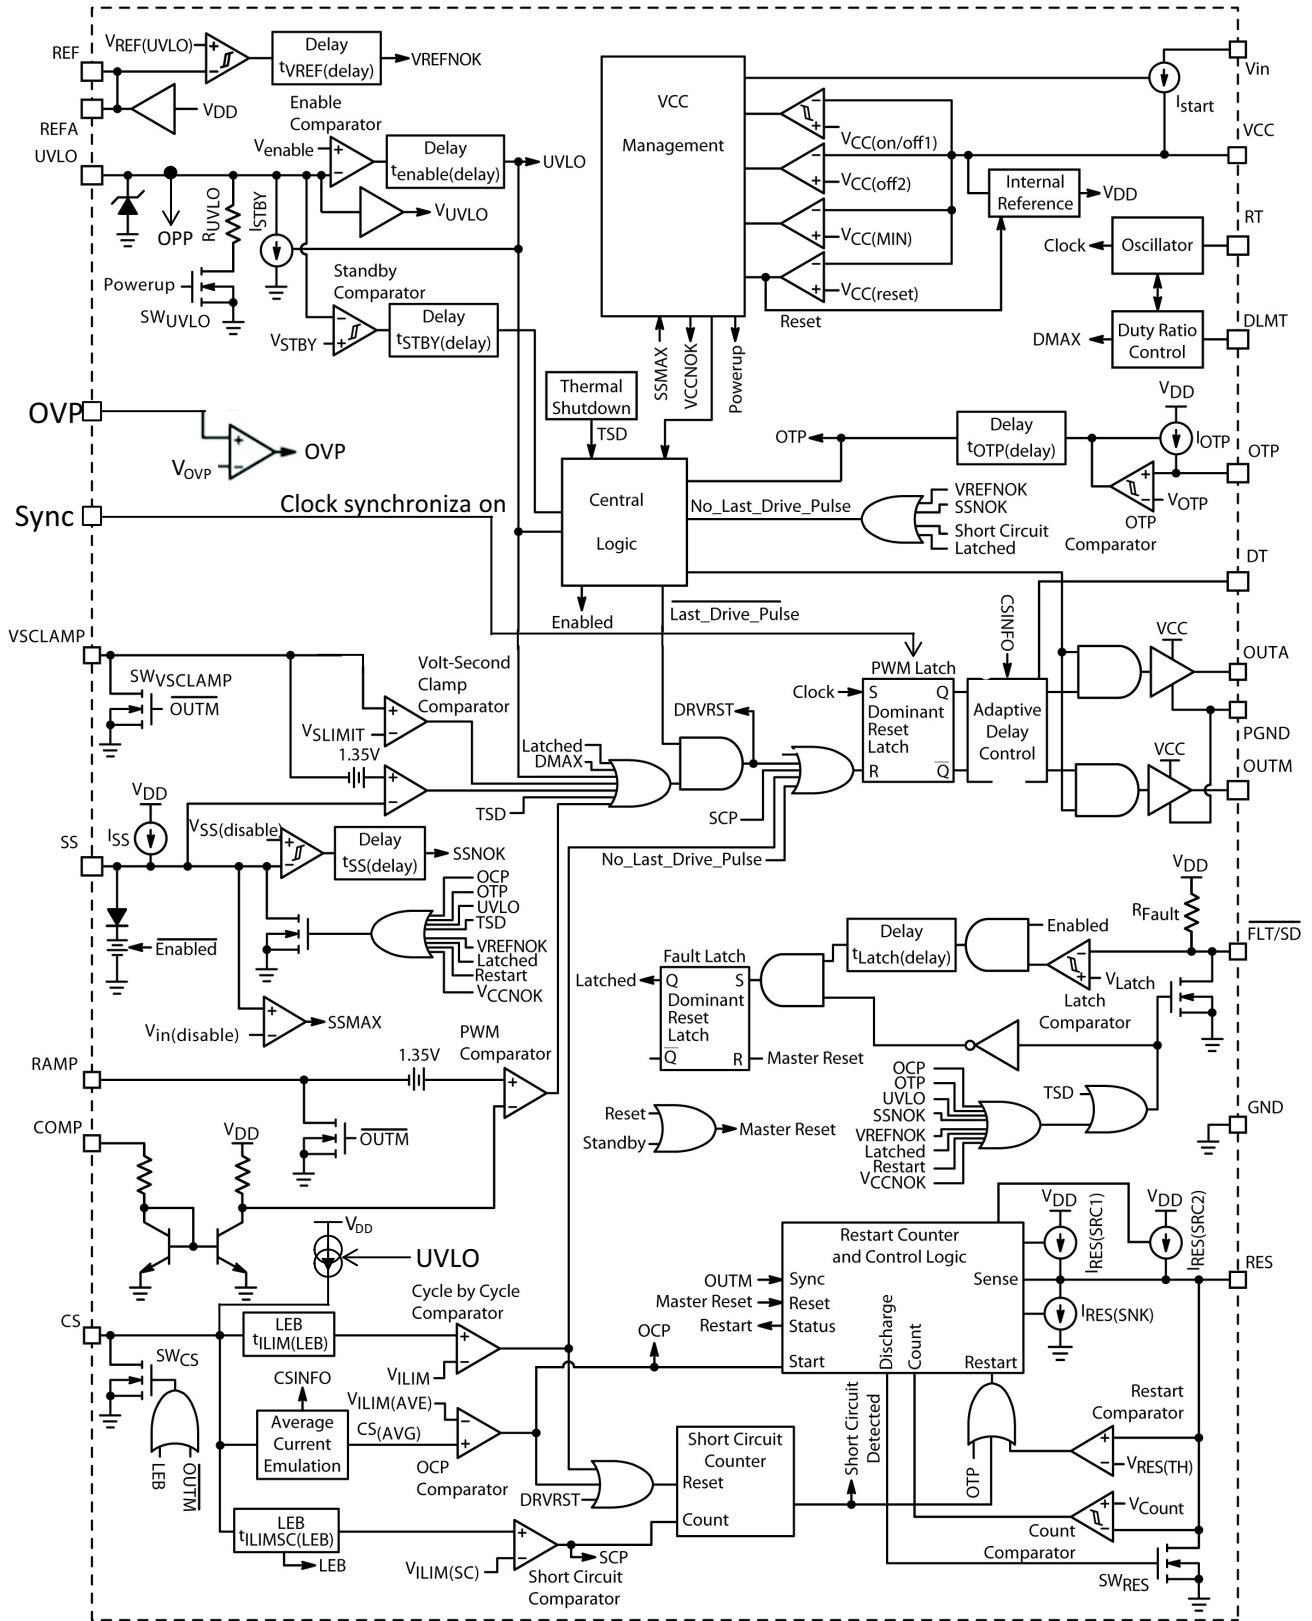 REF
VREF(UVLO)
Delay
tVREF(delay)
VREFNOK
REFA
VDD
Enable
Comparator
UVLO
Venable
Delay
tenable(delay)
UVLO
VUVLO
OPP
RUVLO
ISTBY
Powerup
SWUVLO
Standby
Comparator
VSTBY
Delay
tSTBY(delay)
VCC
Management
VCC(on/off1)
VCC(off2)
VCC(MIN)
VCC(reset)
Reset
Vin
Istart
VCC
Internal
Reference
VDD
RT
Clock
Oscillator
DLMT
DMAX
Duty Ratio
Control
SSMAX
VCCNOK
Powerup
Thermal
Shutdown
TSD
OVP
VOVP
OVP
Sync
Clock synchroniza on
Central
Logic
Enabled
Last_Drive_Pulse
VDD
IOTP
OTP
Delay
tOTP(delay)
OTP
VOTP
OTP
Comparator
No_Last_Drive_Pulse
VREFNOK
SSNOK
Short Circuit
Latched
DT
CSINFO
VSCLAMP
SWVSCLAMP
OUTM
Volt-Second
Clamp
Comparator
VSLIMIT
1.35V
Latched
DMAX
TSD
DRVRST
SCP
No_Last_Drive_Pulse
PWM Latch
Clock
S
Q
Dominant
Reset
Latch
R
Q
Adaptive
Delay
Control
VCC
OUTA
PGND
VCC
OUTM
VDD
ISS
SS
VSS(disable)
Delay
tSS(delay)
SSNOK
OCP
OTP
UVLO
TSD
VREFNOK
Latched
Restart
VCCNOK
Enabled
Vin(disable)
SSMAX
VDD
RFault
FLT/SD
Enabled
Delay
tLatch(delay)
VLatch
Latch
Comparator
Fault Latch
Latched
Q
S
Dominant
Reset
Latch
Q
R
Master Reset
RAMP
1.35V
PWM
Comparator
OUTM
COMP
VDD
Reset
Standby
Master Reset
OCP
OTP
UVLO
SSNOK
VREFNOK
Latched
Restart
VCCNOK
TSD
GND
VDD
UVLO
CS
LEB
tILIM(LEB)
Cycle by Cycle
Comparator
VILIM
SWCS
LEB
OUTM
CSINFO
Average
Current
Emulation
VILIM(AVE)
CS(AVG)
OCP
Comparator
LEB
tILIMSC(LEB)
LEB
VILIM(SC)
SCP
Short Circuit
Comparator
DRVRST
Short Circuit
Counter
Reset
Count
OCP
Restart Counter
and Control Logic
OUTM
Sync
Master Reset
Reset
Restart
Status
Start
Sense
Discharge
Count
Restart
VDD
IRES(SRC1)
VDD
IRES(SRC2)
RES
IRES(SNK)
Short Circuit
Detected
OTP
Restart
Comparator
VRES(TH)
VCount
Count
Comparator
SWRES